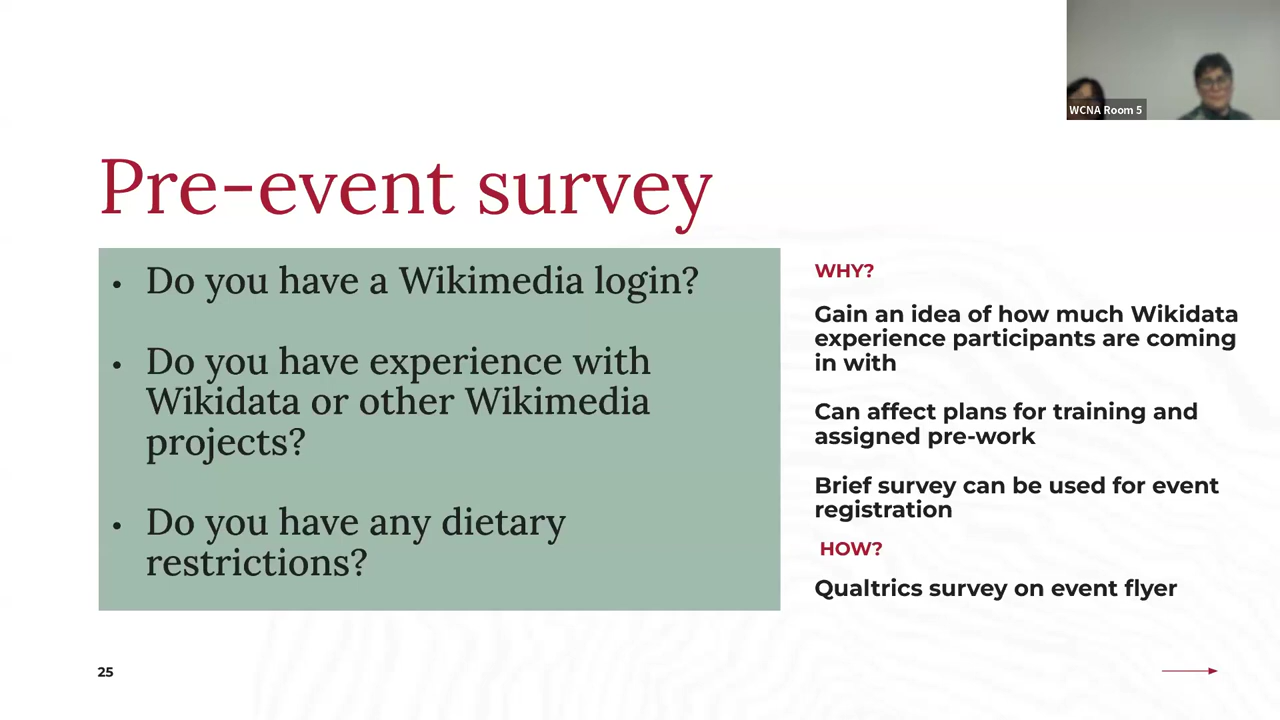 WCNA Room 5
Pre-event survey
• Do you have a Wikimedia login?
• Do you have experience with
Wikidata or other Wikimedia
projects?
• Do you have any dietary
restrictions?
WHY?
Gain an idea of how much Wikidata
experience participants are coming
in with
Can affect plans for training and
assigned pre-work
Brief survey can be used for event
registration
HOW?
Qualtrics survey on event flyer
25